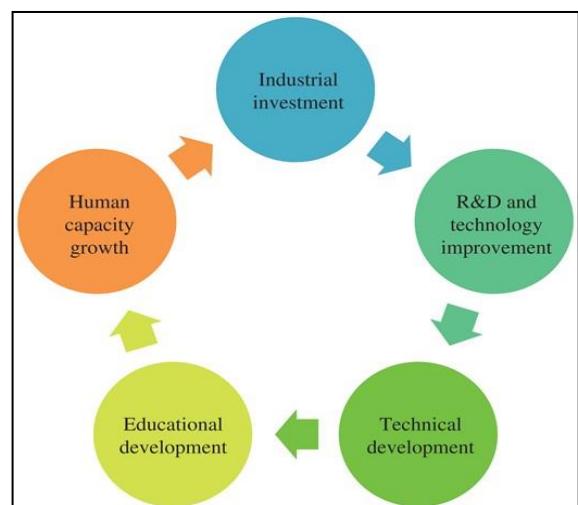 Industrial
investment
R&D and
technology
improvement
Technical
development
Educational
development
Human
capacity
growth